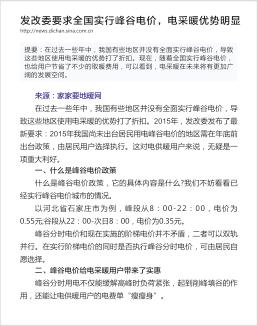 发改委要求全国实行峰谷电价，电采暖优势明显
http://news.dichan.sina.com.cn
提要：在过去一些年中，我国有些地区并没有全面实行峰谷电价，导致
这些地区使用电采暖的优势打了折扣。现在，随着全国实行峰谷电价，
也给用户节省了不少的取暖费用，可以看到，电采暖在未来将有更加广
阔的发展空间。
来源：家家要地暖网
在过去一些年中，我国有些地区并没有全面实行峰谷电价，导
致这些地区使用电采暖的优势打了折扣。2015年，发改委发布了最
新要求：2015年我国尚未出台居民用电峰谷电价的地区需在年底前
出台政策，由居民用户选择执行。这对电供暖用户来说，无疑是一
项重大利好。
一、什么是峰谷电价政策
什么是峰谷电价政策，它的具体内容是什么?我们不妨看看已
经实行峰谷电价城市的情况。
以河北省石家庄市为例，峰段从8：00-22：00，电价为
0.55元;谷段从22：00-次日8：00，电价为0.35元。
峰谷分时电价和现在实施的阶梯电价并不矛盾，二者可以双轨
并行。在实行阶梯电价的同时是否执行峰谷分时电价，可由居民自
愿选择。
二、峰谷电价给电采暖用户带来了实惠
峰谷分时用电不仅能缓解高峰时负荷紧张，起到削峰填谷的作
用，还能让电供暖用户的电费单“瘦瘦身”。